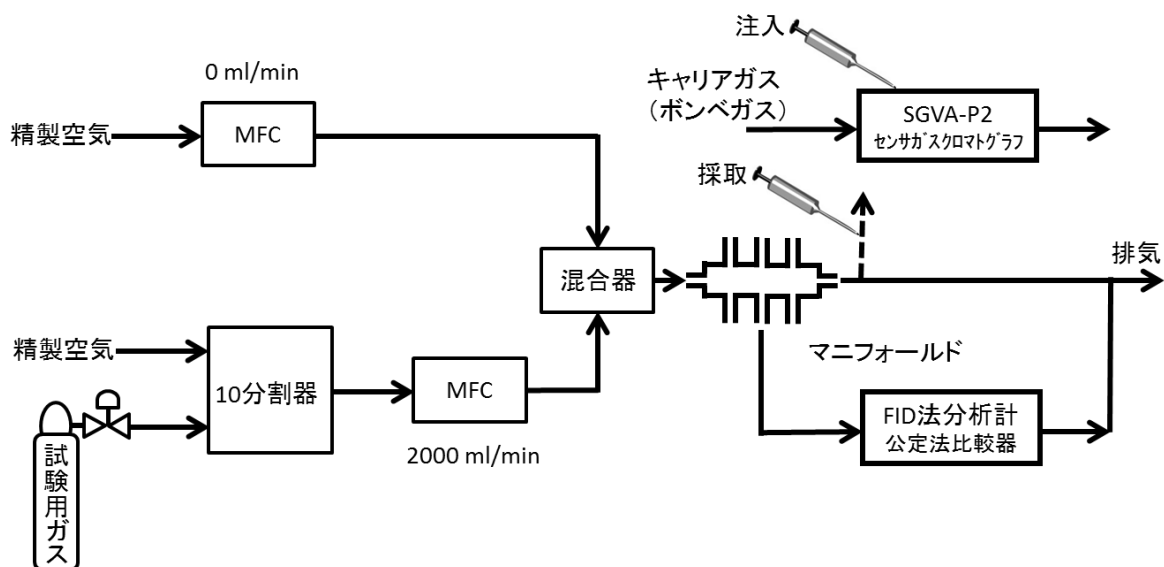 注入
0 ml/min
キャリアガス
（ボンベガス）
精製空気
MFC
SGVA-P2
センサガスクロマトグラフ
採取
混合器
排気
精製空気
10分割器
MFC
マニフォールド
2000 ml/min
FID法分析計
公定法比較器
試験用ガス